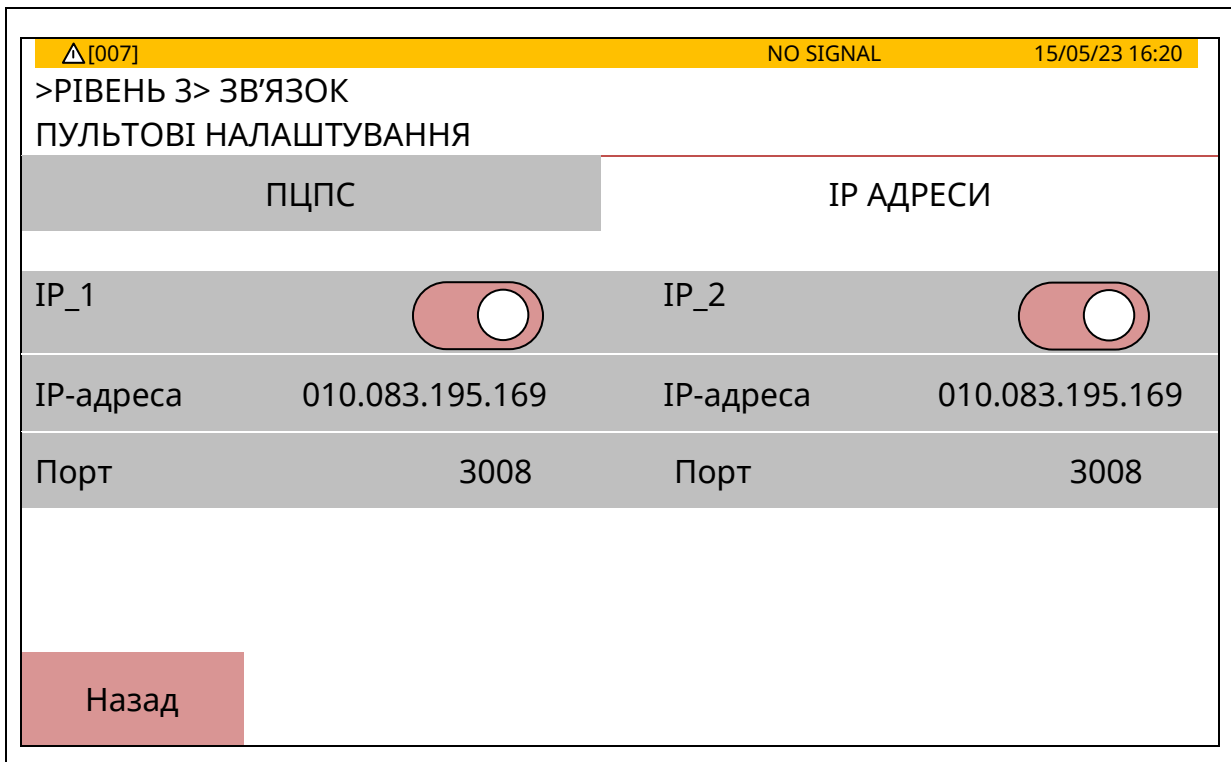 ⚠[007] NO SIGNAL 15/05/23 16:20
>РІВЕНЬ 3> ЗВ’ЯЗОК
ПУЛЬТОВІ НАЛАШТУВАННЯ
ПЦПС IP АДРЕСИ
IP_1 IP_2
IP-адреса 010.083.195.169 IP-адреса 010.083.195.169
Порт 3008 Порт 3008
Назад